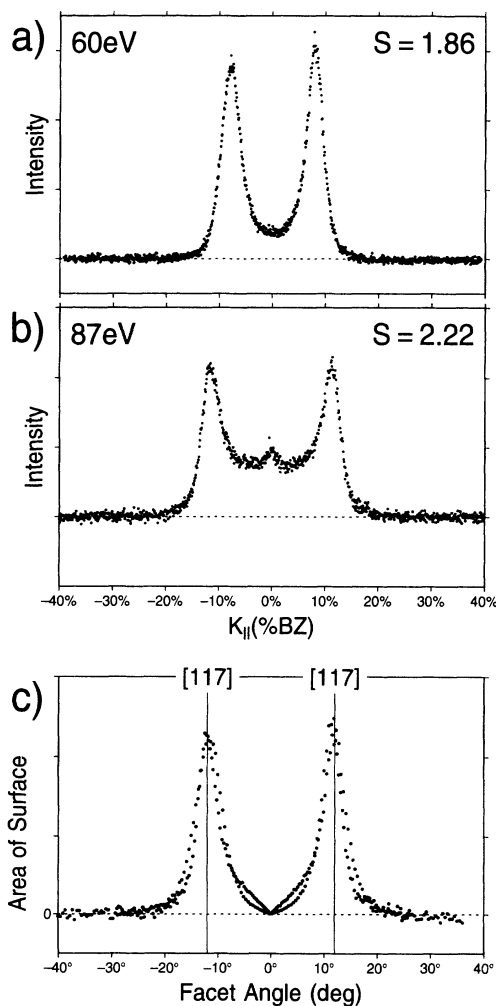 a)
60eV
S = 1.86
Intensity
b)
87eV
S = 2.22
Intensity
−40% −30% −20% −10% 0% 10% 20% 30% 40%
K||(%BZ)
c)
[117] [117]
Area of Surface
0
−40° −30° −20° −10° 0° 10° 20° 30° 40°
Facet Angle (deg)